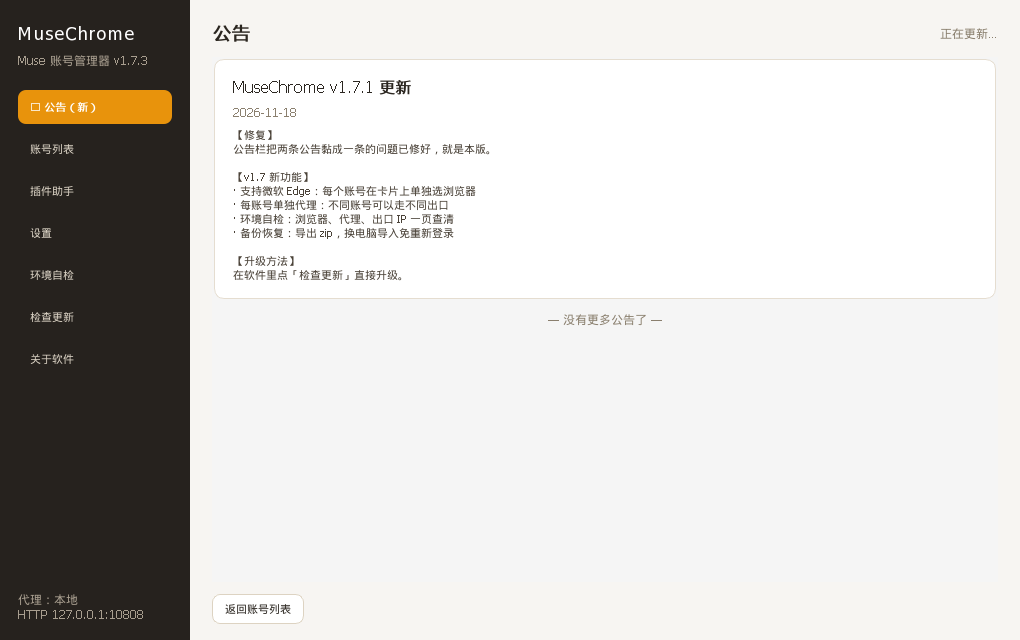 MuseChrome
Muse 账号管理器 v1.7.3
公告（新）
账号列表
插件助手
设置
环境自检
检查更新
关于软件
代理：本地
HTTP 127.0.0.1:10808
公告
正在更新...
MuseChrome v1.7.1 更新
2026-11-18
【修复】
公告栏把两条公告黏成一条的问题已修好，就是本版。
【v1.7 新功能】
· 支持微软 Edge：每个账号在卡片上单独选浏览器
· 每账号单独代理：不同账号可以走不同出口
· 环境自检：浏览器、代理、出口 IP 一页查清
· 备份恢复：导出 zip，换电脑导入免重新登录
【升级方法】
在软件里点「检查更新」直接升级。
— 没有更多公告了 —
返回账号列表